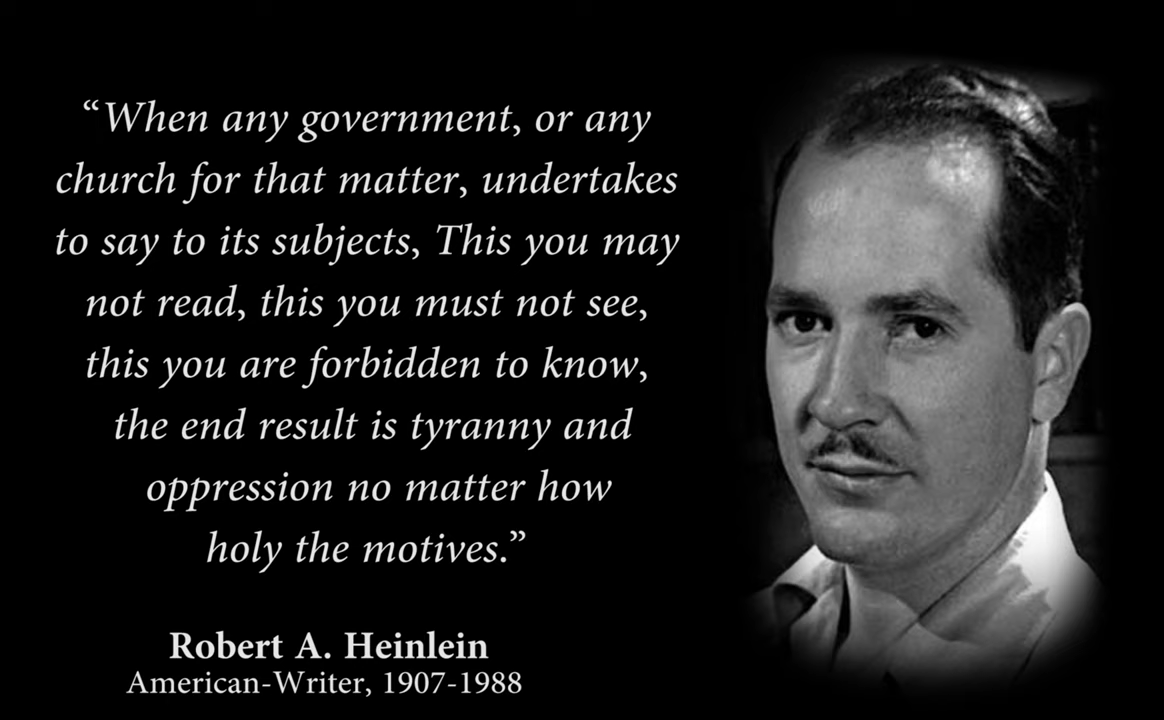 “When any government, or any
church for that matter, undertakes
to say to its subjects, This you may
not read, this you must not see,
this you are forbidden to know,
the end result is tyranny and
oppression no matter how
holy the motives.”
Robert A. Heinlein
American-Writer, 1907-1988